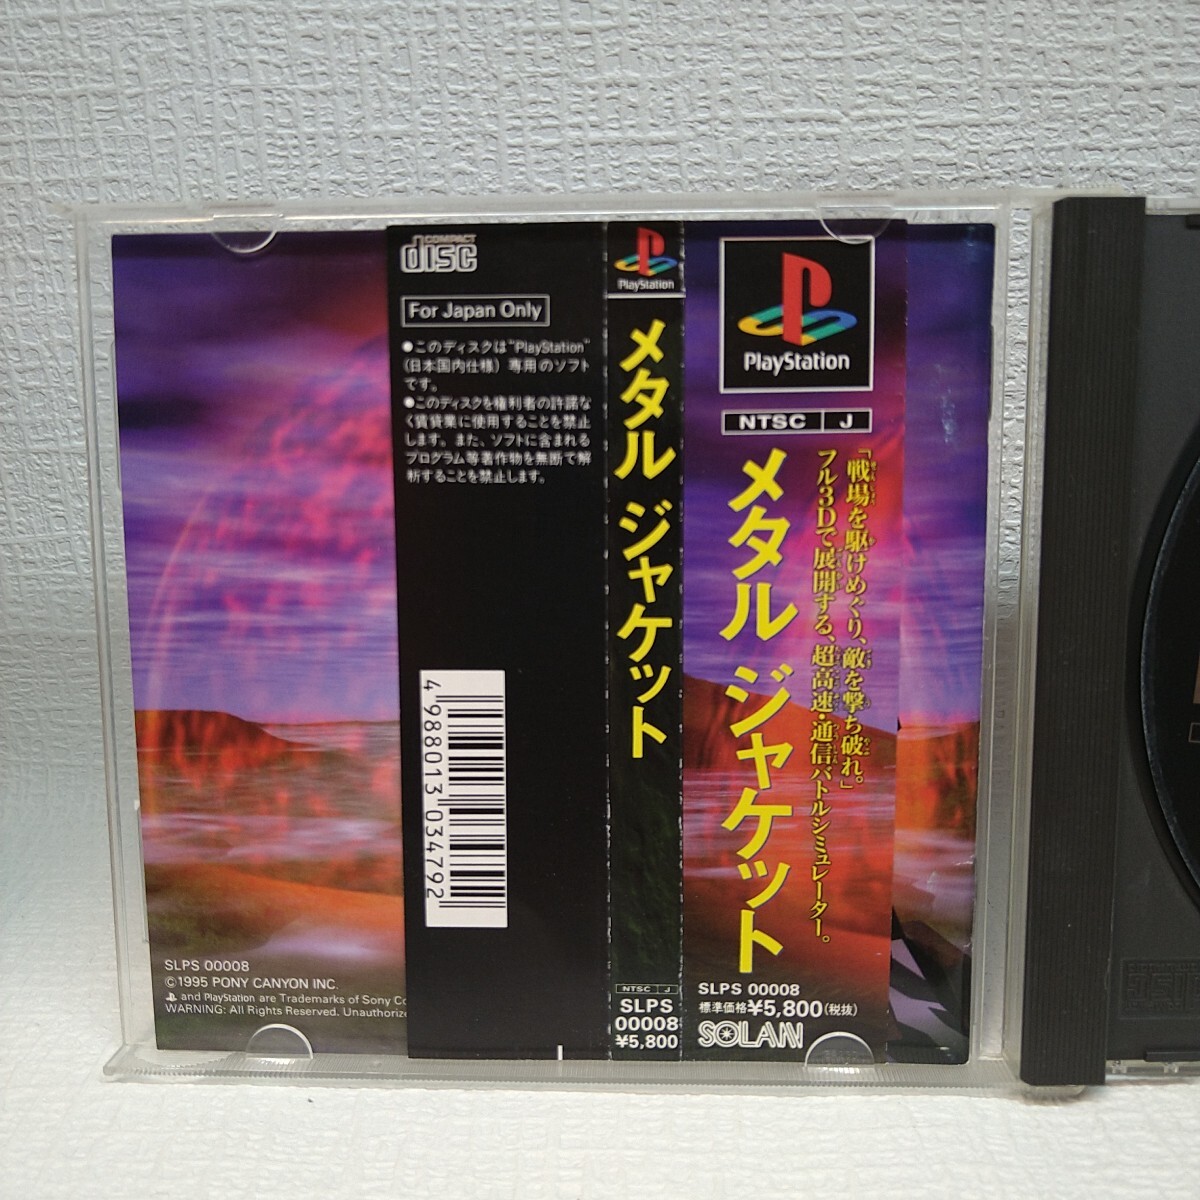 COMPACT
disc
For Japan Only
●このディスクは"PlayStation"
(日本国内仕様) 専用のソフト
です。
●このディスクを権利者の許諾な
く賃貸業に使用することを禁止
します。また、ソフトに含まれる
プログラム等著作物を無断で解
析することを禁止します。
4988013034792
SLPS 00008
©1995 PONY CANYON INC.
and PlayStation are Trademarks of Sony Co
WARNING: All Rights Reserved. Unauthorize
PlayStation
メタル ジャケット
NTSC J
SLPS
00008
¥5,800
PlayStation
NTSC J
「戦場を駆けめぐり、敵を撃ち破れ。」
フル3Dで展開する、超高速・通信バトルシミュレーター。
メタル ジャケット
SLPS 00008
標準価格¥5,800(税抜)
SOLAN